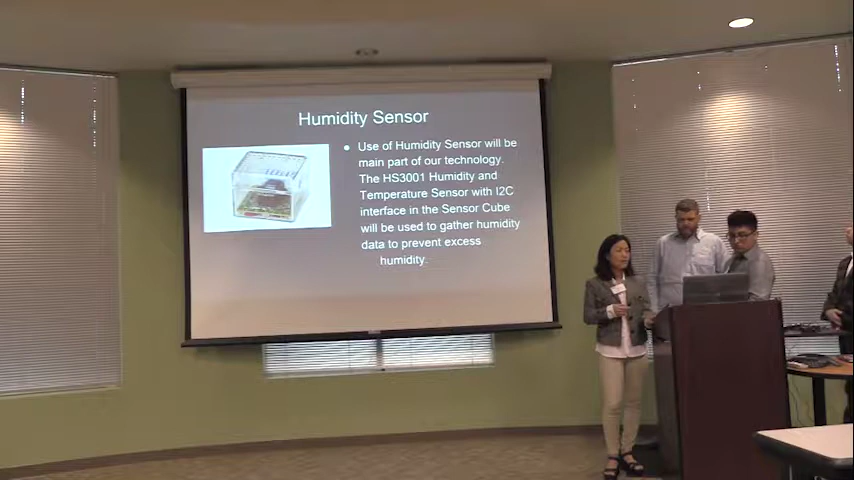 Humidity Sensor
• Use of Humidity Sensor will be
main part of our technology.
The HS3001 Humidity and
Temperature Sensor with I2C
interface in the Sensor Cube
will be used to gather humidity
data to prevent excess
humidity.